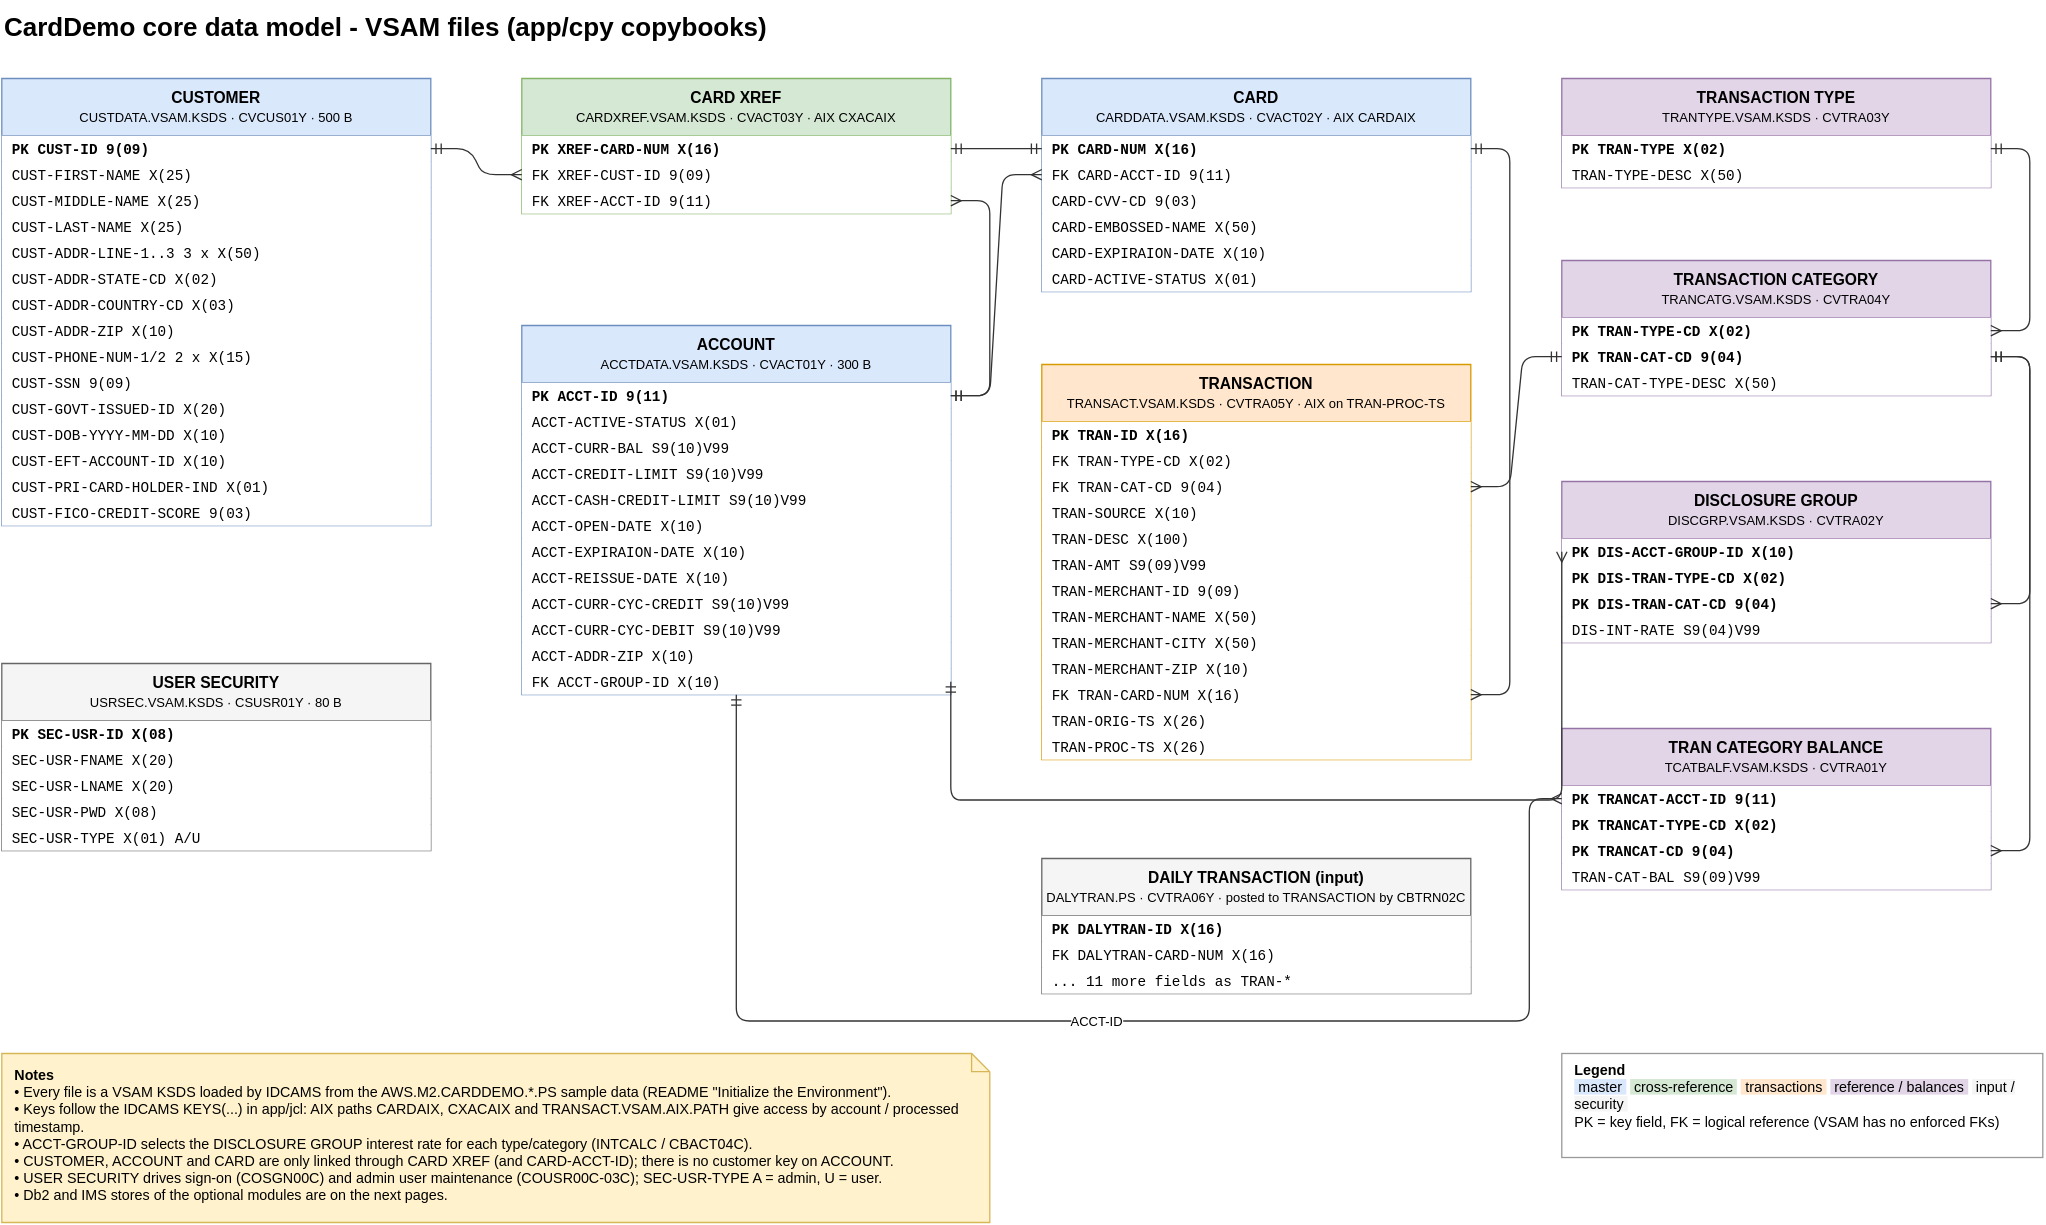 CardDemo core data model - VSAM files (app/cpy copybooks)
CUSTOMER
CUSTDATA.VSAM.KSDS · CVCUS01Y · 500 B
PK CUST-ID 9(09)
CUST-FIRST-NAME X(25)
CUST-MIDDLE-NAME X(25)
CUST-LAST-NAME X(25)
CUST-ADDR-LINE-1..3 3 x X(50)
CUST-ADDR-STATE-CD X(02)
CUST-ADDR-COUNTRY-CD X(03)
CUST-ADDR-ZIP X(10)
CUST-PHONE-NUM-1/2 2 x X(15)
CUST-SSN 9(09)
CUST-GOVT-ISSUED-ID X(20)
CUST-DOB-YYYY-MM-DD X(10)
CUST-EFT-ACCOUNT-ID X(10)
CUST-PRI-CARD-HOLDER-IND X(01)
CUST-FICO-CREDIT-SCORE 9(03)
USER SECURITY
USRSEC.VSAM.KSDS · CSUSR01Y · 80 B
PK SEC-USR-ID X(08)
SEC-USR-FNAME X(20)
SEC-USR-LNAME X(20)
SEC-USR-PWD X(08)
SEC-USR-TYPE X(01) A/U
CARD XREF
CARDXREF.VSAM.KSDS · CVACT03Y · AIX CXACAIX
PK XREF-CARD-NUM X(16)
FK XREF-CUST-ID 9(09)
FK XREF-ACCT-ID 9(11)
ACCOUNT
ACCTDATA.VSAM.KSDS · CVACT01Y · 300 B
PK ACCT-ID 9(11)
ACCT-ACTIVE-STATUS X(01)
ACCT-CURR-BAL S9(10)V99
ACCT-CREDIT-LIMIT S9(10)V99
ACCT-CASH-CREDIT-LIMIT S9(10)V99
ACCT-OPEN-DATE X(10)
ACCT-EXPIRAION-DATE X(10)
ACCT-REISSUE-DATE X(10)
ACCT-CURR-CYC-CREDIT S9(10)V99
ACCT-CURR-CYC-DEBIT S9(10)V99
ACCT-ADDR-ZIP X(10)
FK ACCT-GROUP-ID X(10)
CARD
CARDDATA.VSAM.KSDS · CVACT02Y · AIX CARDAIX
PK CARD-NUM X(16)
FK CARD-ACCT-ID 9(11)
CARD-CVV-CD 9(03)
CARD-EMBOSSED-NAME X(50)
CARD-EXPIRAION-DATE X(10)
CARD-ACTIVE-STATUS X(01)
TRANSACTION
TRANSACT.VSAM.KSDS · CVTRA05Y · AIX on TRAN-PROC-TS
PK TRAN-ID X(16)
FK TRAN-TYPE-CD X(02)
FK TRAN-CAT-CD 9(04)
TRAN-SOURCE X(10)
TRAN-DESC X(100)
TRAN-AMT S9(09)V99
TRAN-MERCHANT-ID 9(09)
TRAN-MERCHANT-NAME X(50)
TRAN-MERCHANT-CITY X(50)
TRAN-MERCHANT-ZIP X(10)
FK TRAN-CARD-NUM X(16)
TRAN-ORIG-TS X(26)
TRAN-PROC-TS X(26)
DAILY TRANSACTION (input)
DALYTRAN.PS · CVTRA06Y · posted to TRANSACTION by CBTRN02C
PK DALYTRAN-ID X(16)
FK DALYTRAN-CARD-NUM X(16)
... 11 more fields as TRAN-*
ACCT-ID
TRANSACTION TYPE
TRANTYPE.VSAM.KSDS · CVTRA03Y
PK TRAN-TYPE X(02)
TRAN-TYPE-DESC X(50)
TRANSACTION CATEGORY
TRANCATG.VSAM.KSDS · CVTRA04Y
PK TRAN-TYPE-CD X(02)
PK TRAN-CAT-CD 9(04)
TRAN-CAT-TYPE-DESC X(50)
DISCLOSURE GROUP
DISCGRP.VSAM.KSDS · CVTRA02Y
PK DIS-ACCT-GROUP-ID X(10)
PK DIS-TRAN-TYPE-CD X(02)
PK DIS-TRAN-CAT-CD 9(04)
DIS-INT-RATE S9(04)V99
TRAN CATEGORY BALANCE
TCATBALF.VSAM.KSDS · CVTRA01Y
PK TRANCAT-ACCT-ID 9(11)
PK TRANCAT-TYPE-CD X(02)
PK TRANCAT-CD 9(04)
TRAN-CAT-BAL S9(09)V99
Notes
• Every file is a VSAM KSDS loaded by IDCAMS from the AWS.M2.CARDDEMO.*.PS sample data (README "Initialize the Environment").
• Keys follow the IDCAMS KEYS(...) in app/jcl: AIX paths CARDAIX, CXACAIX and TRANSACT.VSAM.AIX.PATH give access by account / processed
timestamp.
• ACCT-GROUP-ID selects the DISCLOSURE GROUP interest rate for each type/category (INTCALC / CBACT04C).
• CUSTOMER, ACCOUNT and CARD are only linked through CARD XREF (and CARD-ACCT-ID); there is no customer key on ACCOUNT.
• USER SECURITY drives sign-on (COSGN00C) and admin user maintenance (COUSR00C-03C); SEC-USR-TYPE A = admin, U = user.
• Db2 and IMS stores of the optional modules are on the next pages.
Legend
master cross-reference transactions reference / balances input /
security
PK = key field, FK = logical reference (VSAM has no enforced FKs)